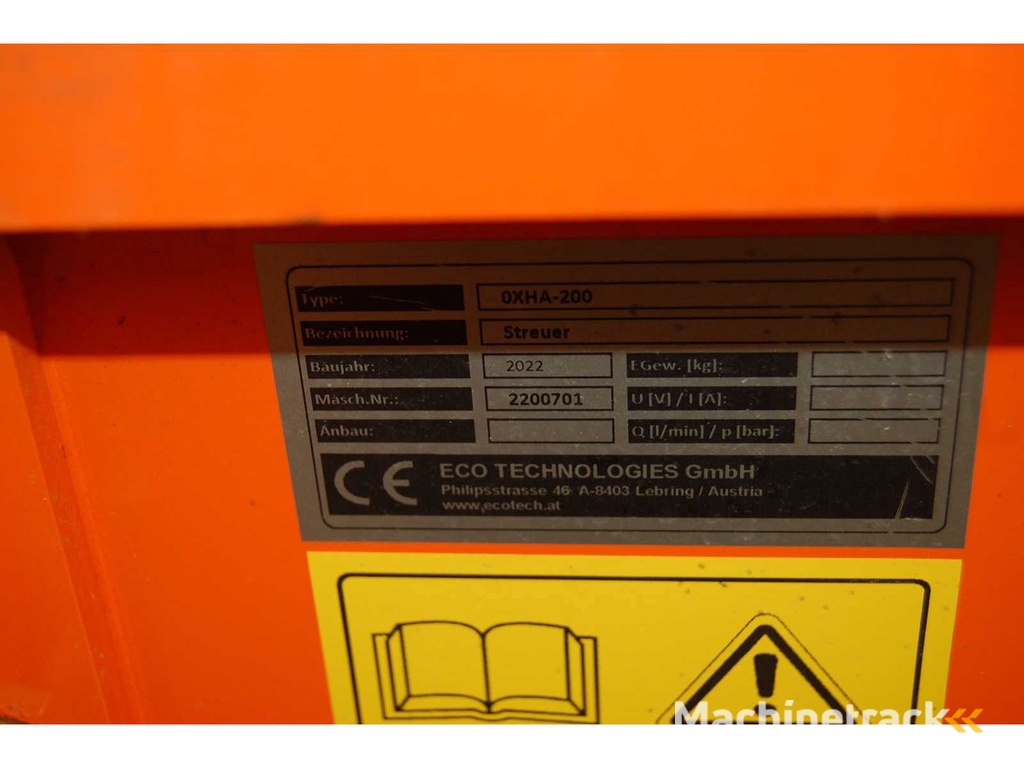 Type: 0XHA-200
Bezeichnung: Streuer
Baujahr: 2022 EGew. [kg]:
Masch.Nr.: 2200701 U [V] / I [A]:
Anbau: Q [l/min] / p [bar]:
CE ECO TECHNOLOGIES GmbH
Philipsstrasse 46 A-8403 Lebring / Austria
www.ecotech.at
Machinetrack